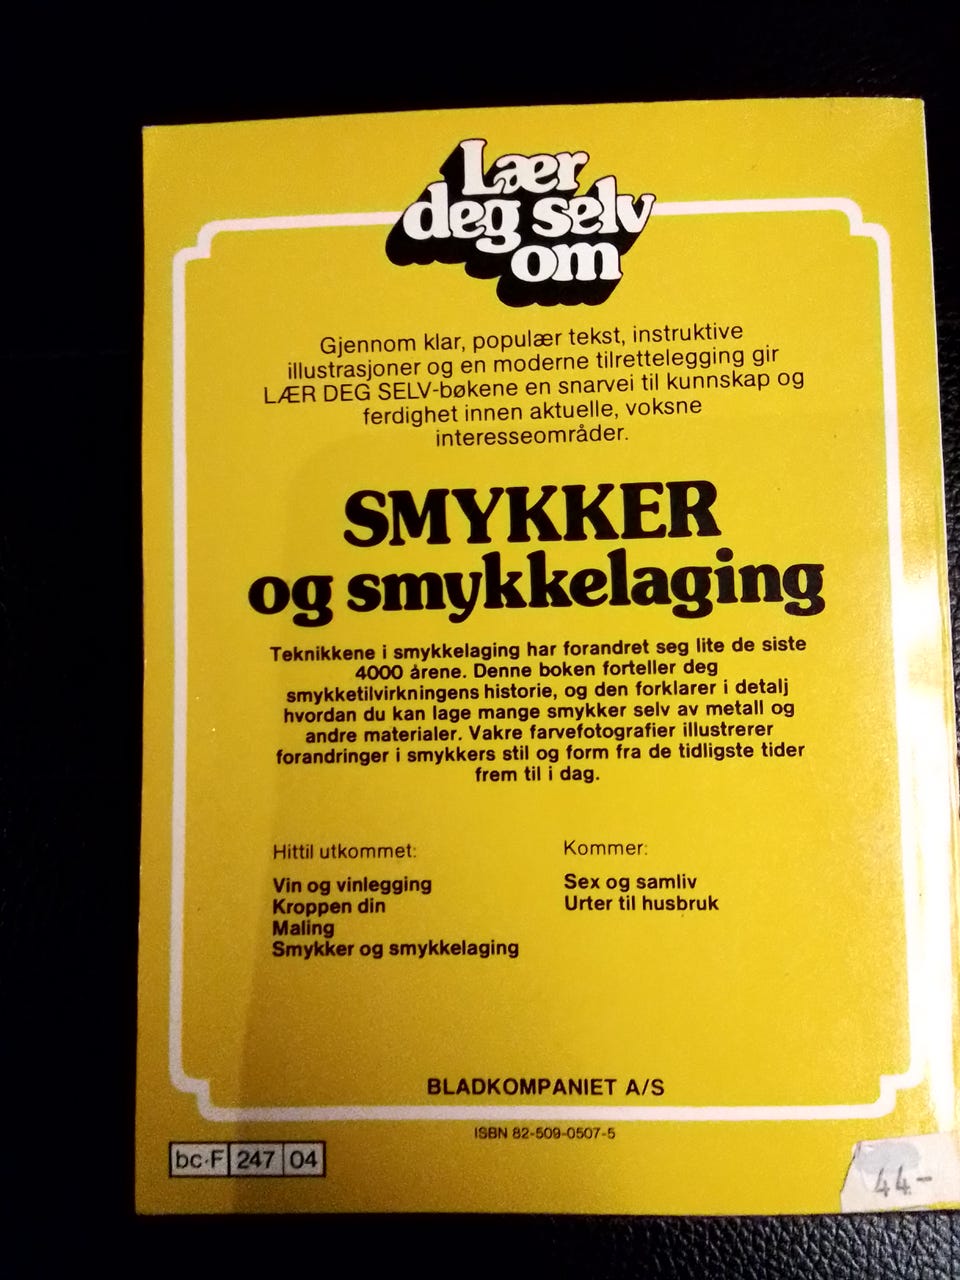 Lær
deg selv
om
Gjennom klar, populær tekst, instruktive
illustrasjoner og en moderne tilrettelegging gir
LÆR DEG SELV-bøkene en snarvei til kunnskap og
ferdighet innen aktuelle, voksne
interesseområder.
SMYKKER
og smykkelaging
Teknikkene i smykkelaging har forandret seg lite de siste
4000 årene. Denne boken forteller deg
smykketilvirkningens historie, og den forklarer i detalj
hvordan du kan lage mange smykker selv av metall og
andre materialer. Vakre farvefotografier illustrerer
forandringer i smykkers stil og form fra de tidligste tider
frem til i dag.
Hittil utkommet:
Vin og vinlegging
Kroppen din
Maling
Smykker og smykkelaging
Kommer:
Sex og samliv
Urter til husbruk
BLADKOMPANIET A/S
ISBN 82-509-0507-5
bc·F 247 04
44-